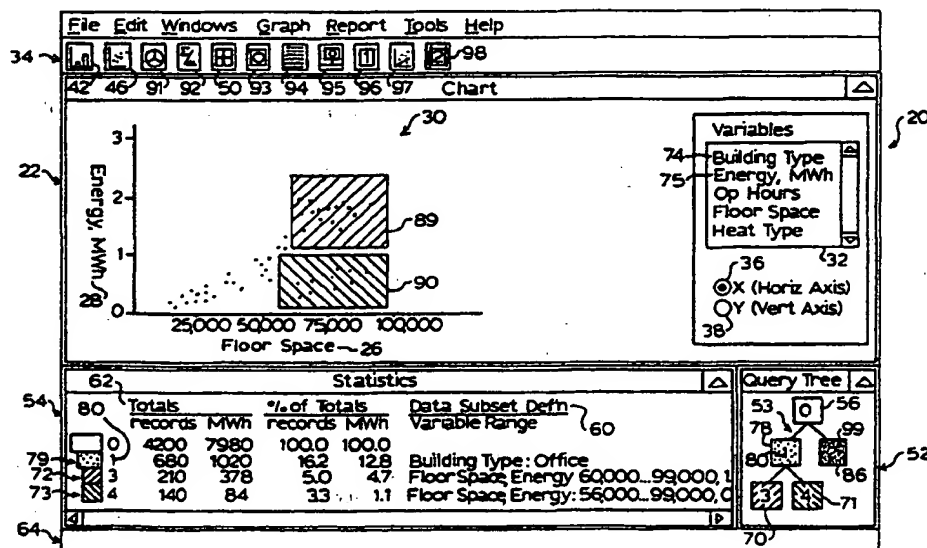 File Edit Windows Graph Report Tools Help
34
98
42 46 91 92 50 93 94 95 96 97 Chart
20
30
Variables
22
3
74 Building Type
75 Energy, MWh
Op Hours
Floor Space
Heat Type
Energy, MWh
2
89
32
1
36
X (Horiz Axis)
90
28
0
Y (Vert Axis)
38
25,000 50,000 75,000 100,000
Floor Space 26
62 Statistics Query Tree
54
80 Totals % of Totals Data Subset Def'n
records MWh records MWh Variable Range
60
53 0 56
78 99
0 4200 7980 100.0 100.0
79 1 680 1020 16.2 12.8 Building Type: Office
72 3 210 378 5.0 4.7 Floor Space, Energy 60,000...99,000, 1
73 4 140 84 3.3 1.1 Floor Space, Energy: 56,000...99,000, 0
80 86
52
3 4 71
70
64